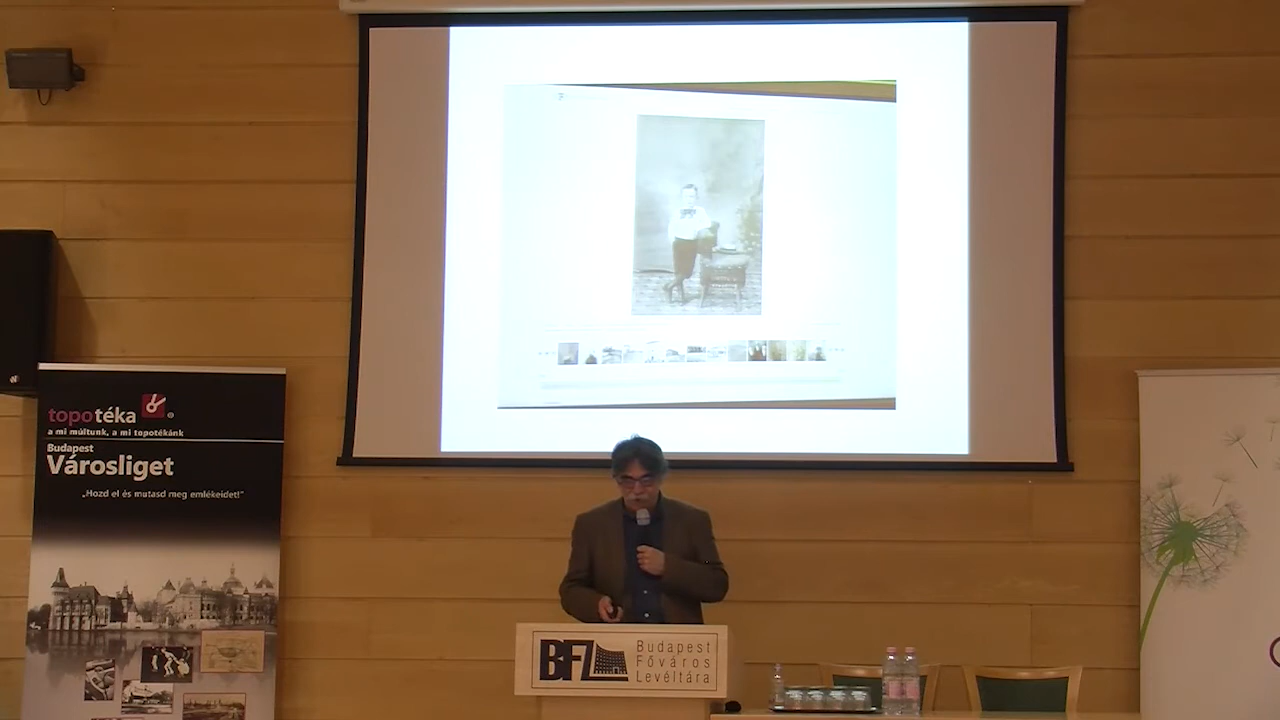 topotéka
a mi múltunk, a mi topotékánk
Budapest
Városliget
„Hozd el és mutasd meg emlékeidet!”
BFL
Budapest
Főváros
Levéltára